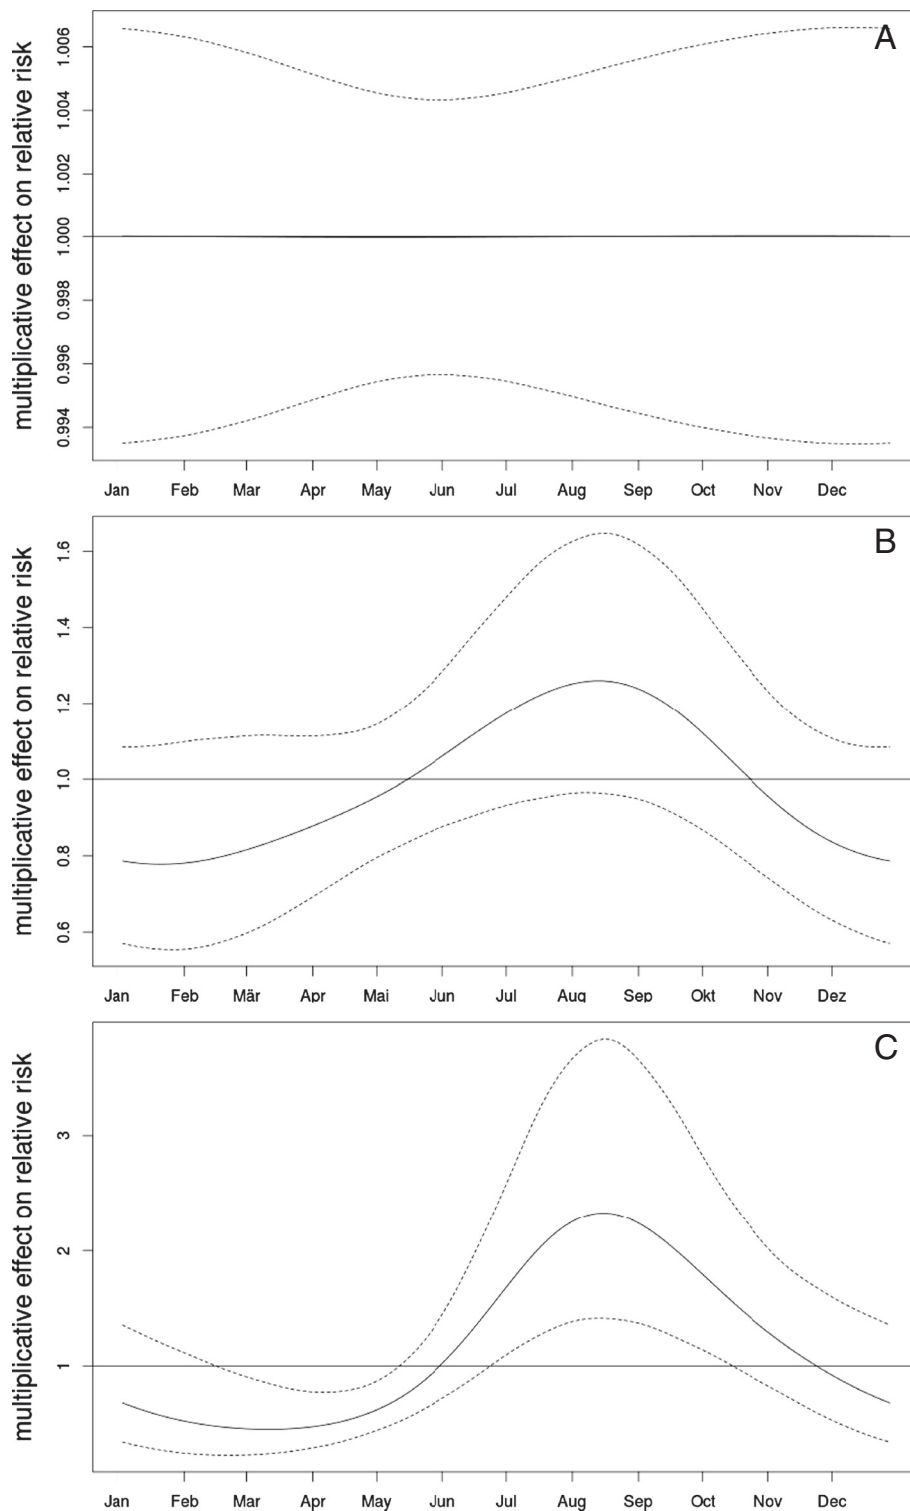 A
multiplicative effect on relative risk
1.006
1.004
1.002
1.000
0.998
0.996
0.994
Jan Feb Mar Apr May Jun Jul Aug Sep Oct Nov Dec
B
multiplicative effect on relative risk
1.6
1.4
1.2
1.0
0.8
0.6
Jan Feb Mär Apr Mai Jun Jul Aug Sep Okt Nov Dez
C
multiplicative effect on relative risk
3
2
1
Jan Feb Mar Apr May Jun Jul Aug Sep Oct Nov Dec